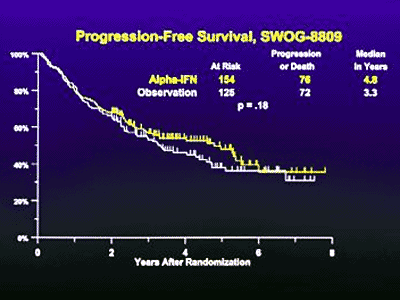 Progression-Free Survival, SWOG-8809
Progression Median
At Risk or Death in Years
Alpha-IFN 154 76 4.8
Observation 125 72 3.3
p = .18
100%
80%
60%
40%
20%
0%
0 2 4 6 8
Years After Randomization